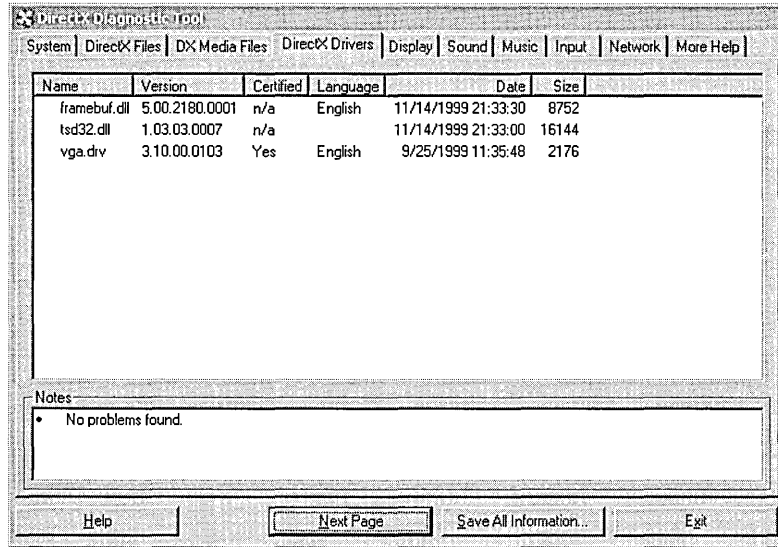 DirectX Diagnostic Tool
System DirectX Files DX Media Files DirectX Drivers Display Sound Music Input Network More Help
Name Version Certified Language Date Size
framebuf.dll 5.00.2180.0001 n/a English 11/14/1999 21:33:30 8752
tsd32.dll 1.03.03.0007 n/a 11/14/1999 21:33:00 16144
vga.drv 3.10.00.0103 Yes English 9/25/1999 11:35:48 2176
Notes
• No problems found.
Help Next Page Save All Information... Exit